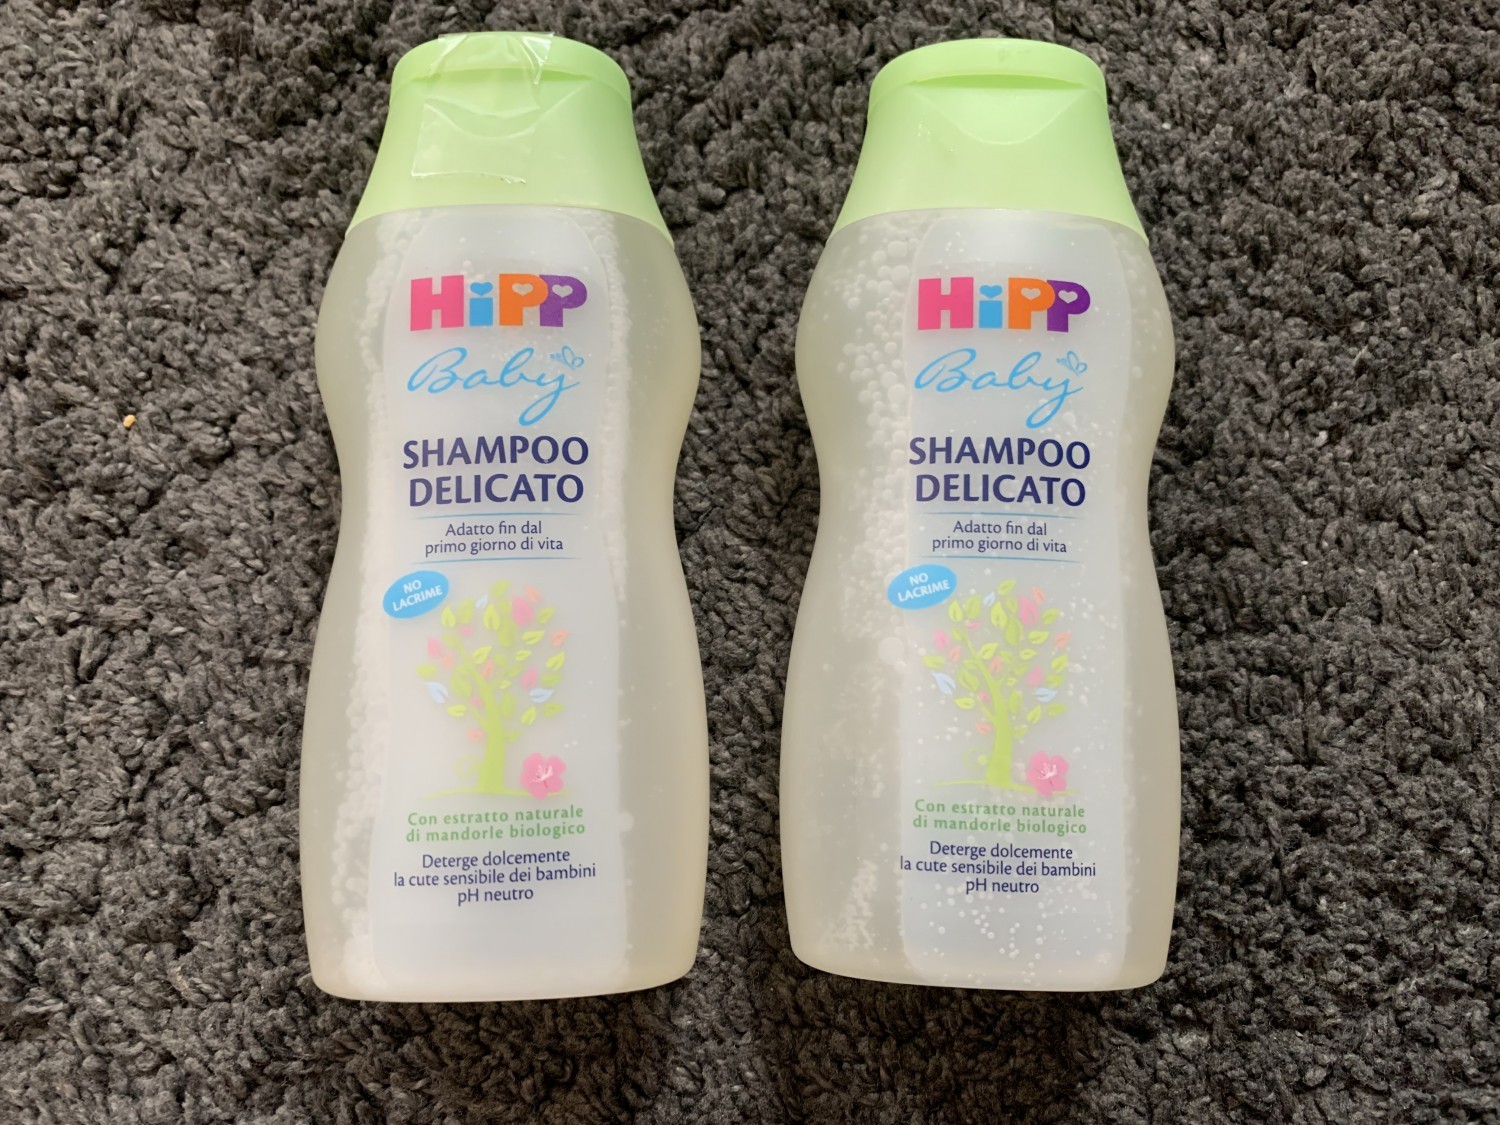 HiPP
Baby
SHAMPOO
DELICATO
Adatto fin dal
primo giorno di vita
NO
LACRIME
Con estratto naturale
di mandorle biologico
Deterge dolcemente
la cute sensibile dei bambini
pH neutro
HiPP
Baby
SHAMPOO
DELICATO
Adatto fin dal
primo giorno di vita
NO
LACRIME
Con estratto naturale
di mandorle biologico
Deterge dolcemente
la cute sensibile dei bambini
pH neutro